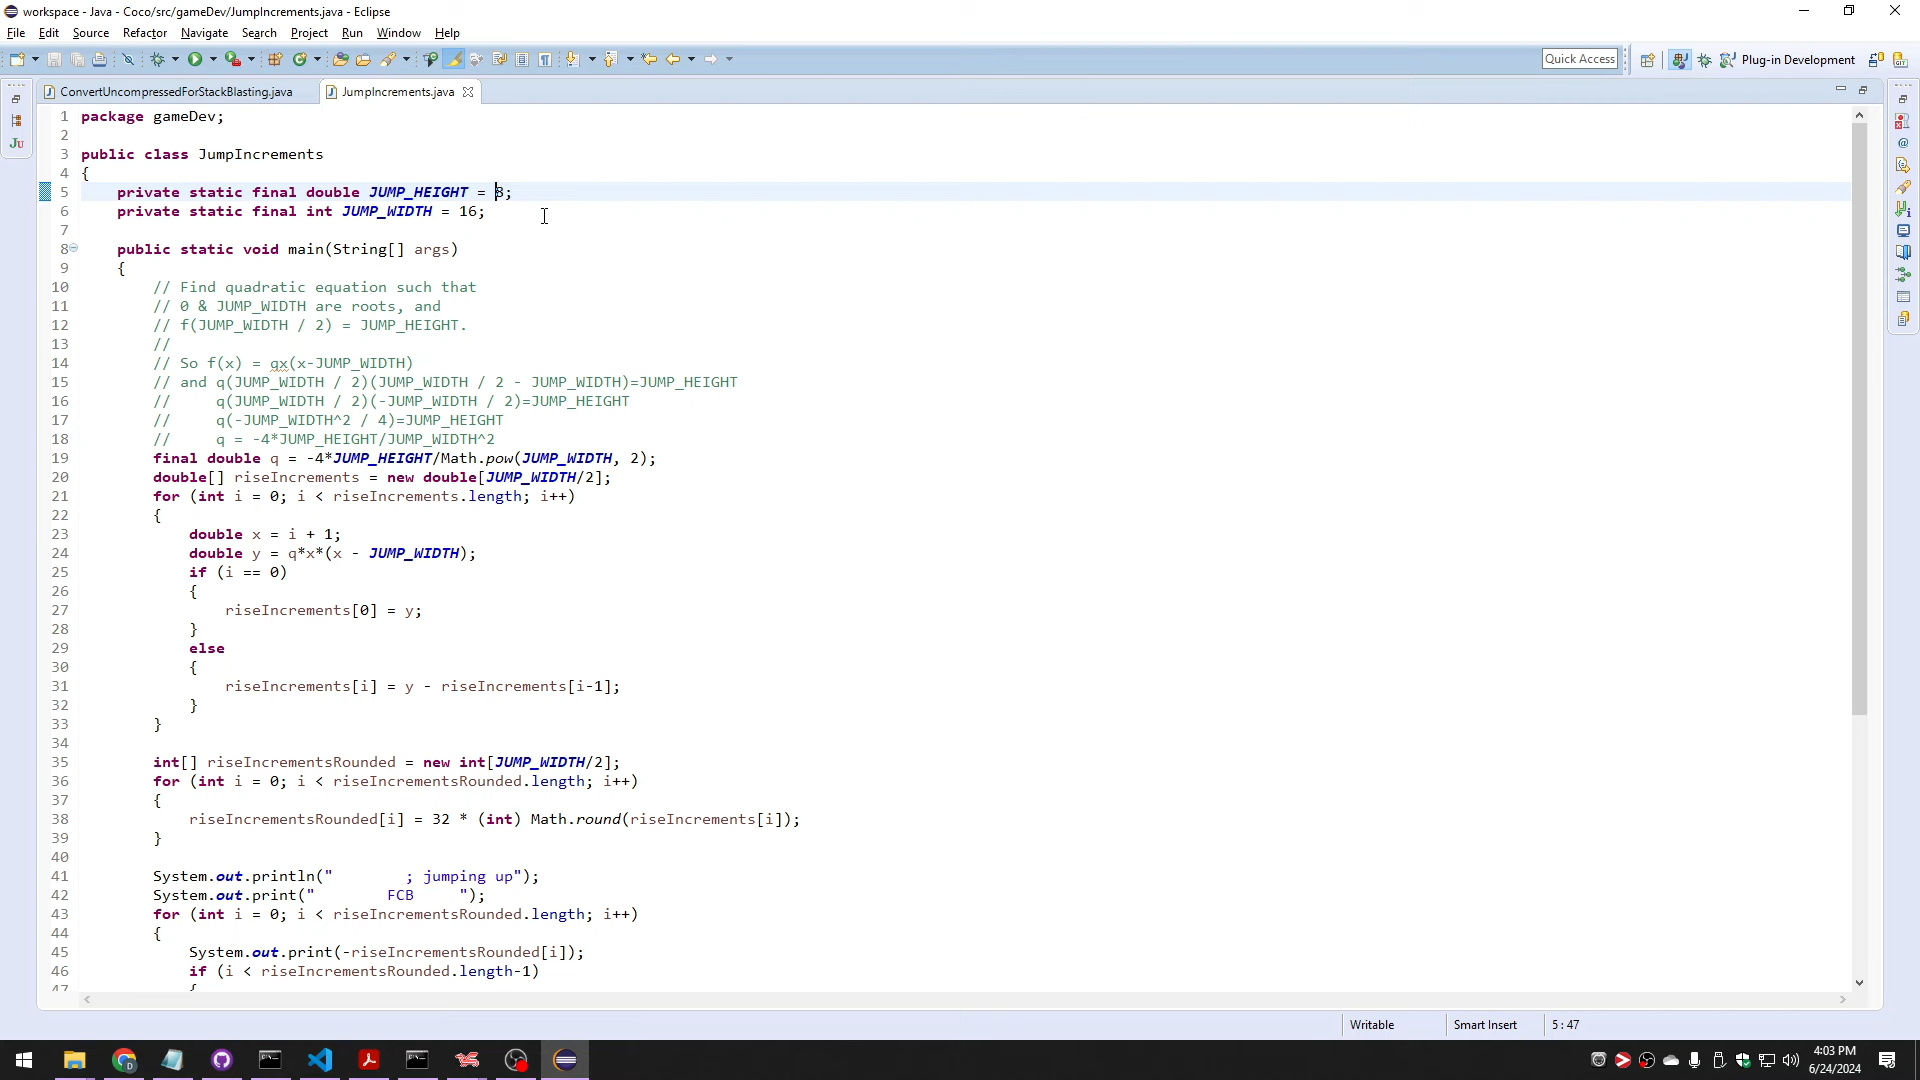 workspace - Java - Coco/src/gameDev/JumpIncrements.java - Eclipse
File Edit Source Refactor Navigate Search Project Run Window Help
Quick Access
Plug-in Development
ConvertUncompressedForStackBlasting.java
JumpIncrements.java
1 package gameDev;
2
3 public class JumpIncrements
4 {
5 private static final double JUMP_HEIGHT = 8;
6 private static final int JUMP_WIDTH = 16;
7
8 public static void main(String[] args)
9 {
10 // Find quadratic equation such that
11 // 0 & JUMP_WIDTH are roots, and
12 // f(JUMP_WIDTH / 2) = JUMP_HEIGHT.
13 //
14 // So f(x) = qx(x-JUMP_WIDTH)
15 // and q(JUMP_WIDTH / 2)(JUMP_WIDTH / 2 - JUMP_WIDTH)=JUMP_HEIGHT
16 // q(JUMP_WIDTH / 2)(-JUMP_WIDTH / 2)=JUMP_HEIGHT
17 // q(-JUMP_WIDTH^2 / 4)=JUMP_HEIGHT
18 // q = -4*JUMP_HEIGHT/JUMP_WIDTH^2
19 final double q = -4*JUMP_HEIGHT/Math.pow(JUMP_WIDTH, 2);
20 double[] riseIncrements = new double[JUMP_WIDTH/2];
21 for (int i = 0; i < riseIncrements.length; i++)
22 {
23 double x = i + 1;
24 double y = q*x*(x - JUMP_WIDTH);
25 if (i == 0)
26 {
27 riseIncrements[0] = y;
28 }
29 else
30 {
31 riseIncrements[i] = y - riseIncrements[i-1];
32 }
33 }
34
35 int[] riseIncrementsRounded = new int[JUMP_WIDTH/2];
36 for (int i = 0; i < riseIncrementsRounded.length; i++)
37 {
38 riseIncrementsRounded[i] = 32 * (int) Math.round(riseIncrements[i]);
39 }
40
41 System.out.println("        ; jumping up");
42 System.out.print("        FCB     ");
43 for (int i = 0; i < riseIncrementsRounded.length; i++)
44 {
45 System.out.print(-riseIncrementsRounded[i]);
46 if (i < riseIncrementsRounded.length-1)
47 {
Writable Smart Insert 5 : 47
4:03 PM
6/24/2024